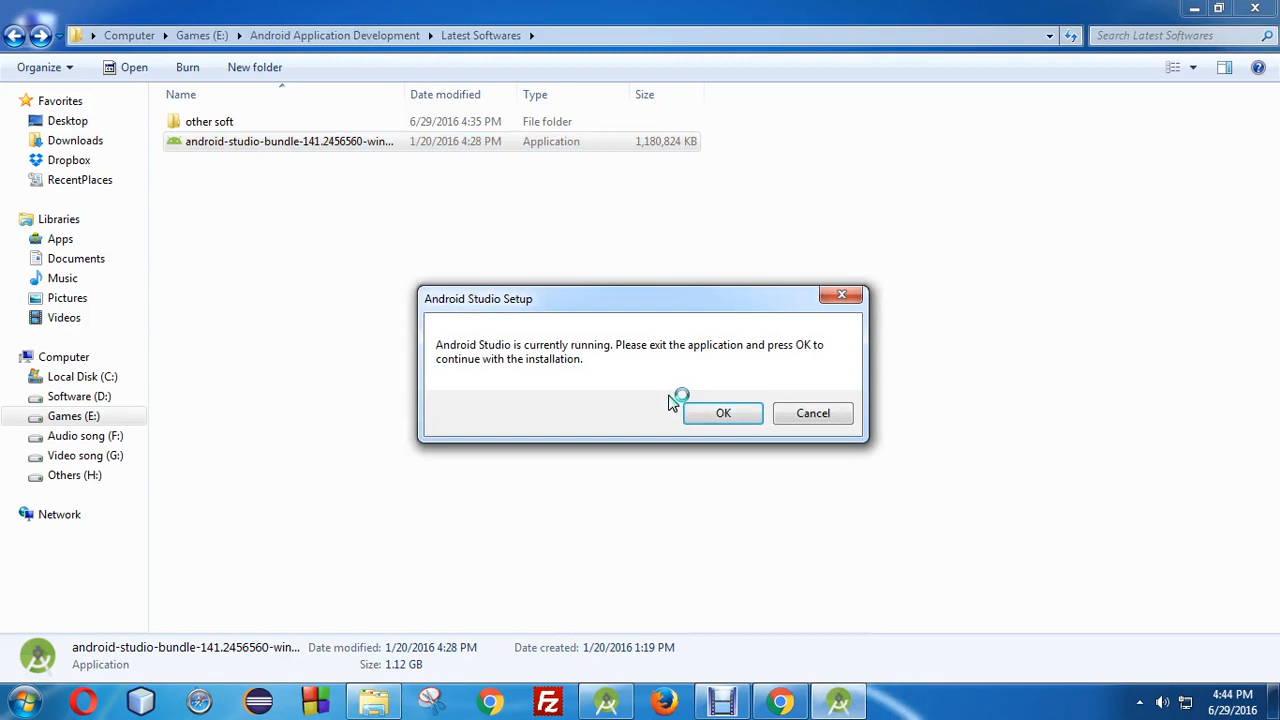 Computer Games (E:) Android Application Development Latest Softwares Search Latest Softwares
Organize Open Burn New folder
Name Date modified Type Size
other soft 6/29/2016 4:35 PM File folder
android-studio-bundle-141.2456560-win... 1/20/2016 4:28 PM Application 1,180,824 KB
Favorites
Desktop
Downloads
Dropbox
RecentPlaces
Libraries
Apps
Documents
Music
Pictures
Videos
Computer
Local Disk (C:)
Software (D:)
Games (E:)
Audio song (F:)
Video song (G:)
Others (H:)
Network
Android Studio Setup
Android Studio is currently running. Please exit the application and press OK to
continue with the installation.
OK Cancel
android-studio-bundle-141.2456560-win... Date modified: 1/20/2016 4:28 PM Date created: 1/20/2016 1:19 PM
Application Size: 1.12 GB
4:44 PM
6/29/2016